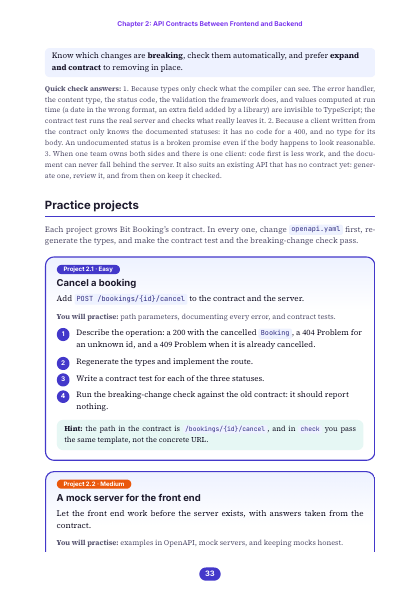 Chapter 2: API Contracts Between Frontend and Backend
Know which changes are breaking, check them automatically, and prefer expand
and contract to removing in place.
Quick check answers: 1. Because types only check what the compiler can see. The error handler,
the content type, the status code, the validation the framework does, and values computed at run
time (a date in the wrong format, an extra field added by a library) are invisible to TypeScript; the
contract test runs the real server and checks what really leaves it. 2. Because a client written from
the contract only knows the documented statuses: it has no code for a 400, and no type for its
body. An undocumented status is a broken promise even if the body happens to look reasonable.
3. When one team owns both sides and there is one client: code first is less work, and the docu-
ment can never fall behind the server. It also suits an existing API that has no contract yet: gener-
ate one, review it, and from then on keep it checked.
Practice projects
Each project grows Bit Booking's contract. In every one, change openapi.yaml first, re-
generate the types, and make the contract test and the breaking-change check pass.
Project 2.1 · Easy
Cancel a booking
Add POST /bookings/{id}/cancel to the contract and the server.
You will practise: path parameters, documenting every error, and contract tests.
1 Describe the operation: a 200 with the cancelled Booking, a 404 Problem for
an unknown id, and a 409 Problem when it is already cancelled.
2 Regenerate the types and implement the route.
3 Write a contract test for each of the three statuses.
4 Run the breaking-change check against the old contract: it should report
nothing.
Hint: the path in the contract is /bookings/{id}/cancel, and in check you pass
the same template, not the concrete URL.
Project 2.2 · Medium
A mock server for the front end
Let the front end work before the server exists, with answers taken from the
contract.
You will practise: examples in OpenAPI, mock servers, and keeping mocks honest.
33